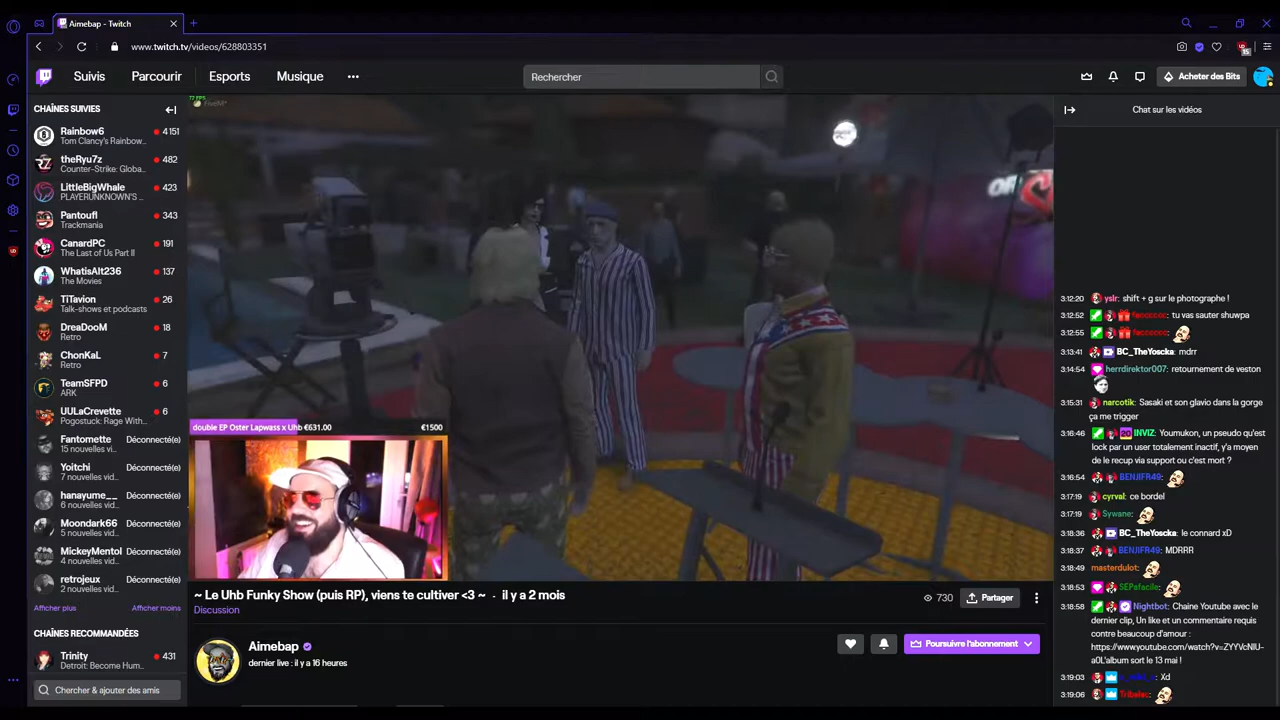 Aimebap - Twitch
www.twitch.tv/videos/628803351
Suivis
Parcourir
Esports
Musique
Rechercher
Acheter des Bits
CHAÎNES SUIVIES
Rainbow6
4 151
Tom Clancy's Rainbow...
theRyu7z
482
Counter-Strike: Globa...
LittleBigWhale
423
PLAYERUNKNOWN'S ...
Pantoufl
343
Trackmania
CanardPC
191
The Last of Us Part II
WhatisAlt236
137
The Movies
TiTavion
26
Talk-shows et podcasts
DreaDooM
18
Retro
ChonKaL
7
Retro
TeamSFPD
6
ARK
UULaCrevette
6
Pogostuck: Rage With...
Fantomette
Déconnecté(e)
15 nouvelles vid...
Yoitchi
Déconnecté(e)
7 nouvelles vid...
hanayume__
Déconnecté(e)
6 nouvelles vid...
Moondark66
Déconnecté(e)
5 nouvelles vid...
MickeyMentol
Déconnecté(e)
4 nouvelles vid...
retrojeux
Déconnecté(e)
2 nouvelles vid...
Afficher plus
Afficher moins
CHAÎNES RECOMMANDÉES
Trinity
431
Detroit: Become Hum...
Chercher & ajouter des amis
72 FPS
FiveM*
double EP Oster Lapwass x Uhb €631.00
€1500
~ Le Uhb Funky Show (puis RP), viens te cultiver <3 ~ · il y a 2 mois
Discussion
730
Partager
Aimebap
dernier live : il y a 16 heures
Poursuivre l'abonnement
Chat sur les vidéos
3:12:20 yslr: shift + g sur le photographe !
3:12:52 tu vas sauter shuwpa
3:12:55
3:13:41 BC_TheYoscka: mdrr
3:14:54 herrdirektor007: retournement de veston
3:15:31 narcotik: Sasaki et son glavio dans la gorge
ça me trigger
3:16:46 20 INVIZ: Youmukon, un pseudo qu'est
lock par un user totalement inactif, y'a moyen
du le recup via support ou c'est mort ?
3:16:54 BENJIFR49:
3:17:19 cyrval: ce bordel
3:17:19 Sywane:
3:18:36 BC_TheYoscka: le connard xD
3:18:37 BENJIFR49: MDRRR
3:18:49 masterdulot:
3:18:53 SEPafacile:
3:18:58 Nightbot: Chaine Youtube avec le
dernier clip, Un like et un commentaire requis
contre beaucoup d'amour :
https://www.youtube.com/watch?v=ZYYVcNIU-
a0L'album sort le 13 mai !
3:19:03 Xd
3:19:06 Tribalec: